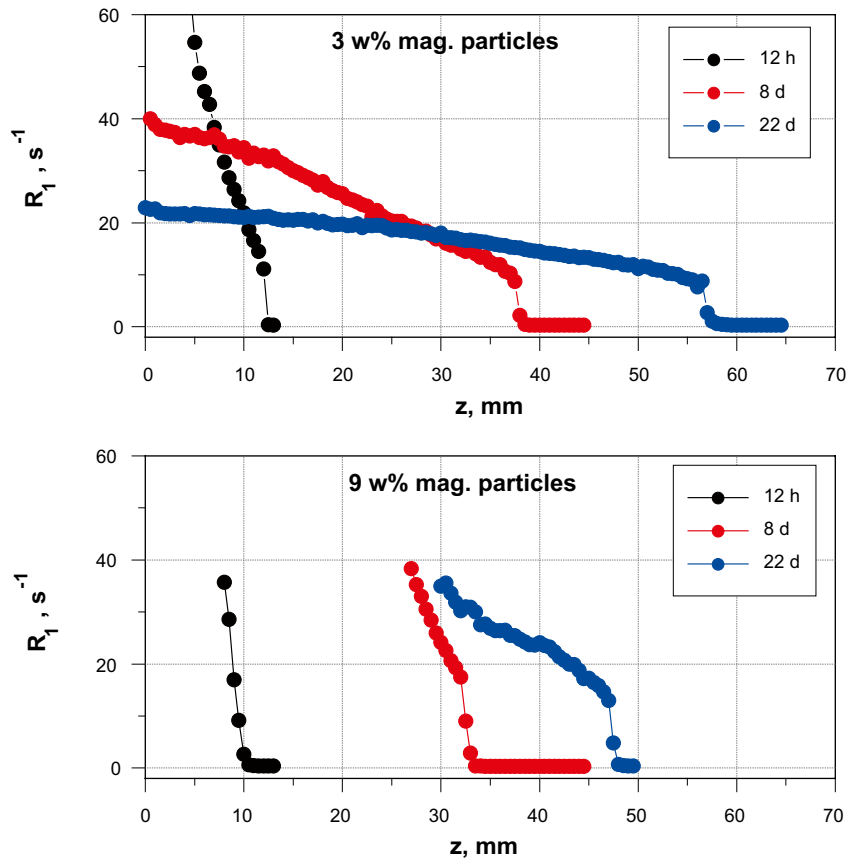 3 w% mag. particles
12 h
8 d
22 d
60
40
20
0
R1 , s-1
0 10 20 30 40 50 60 70
z, mm
9 w% mag. particles
12 h
8 d
22 d
60
40
20
0
R1 , s-1
0 10 20 30 40 50 60 70
z, mm